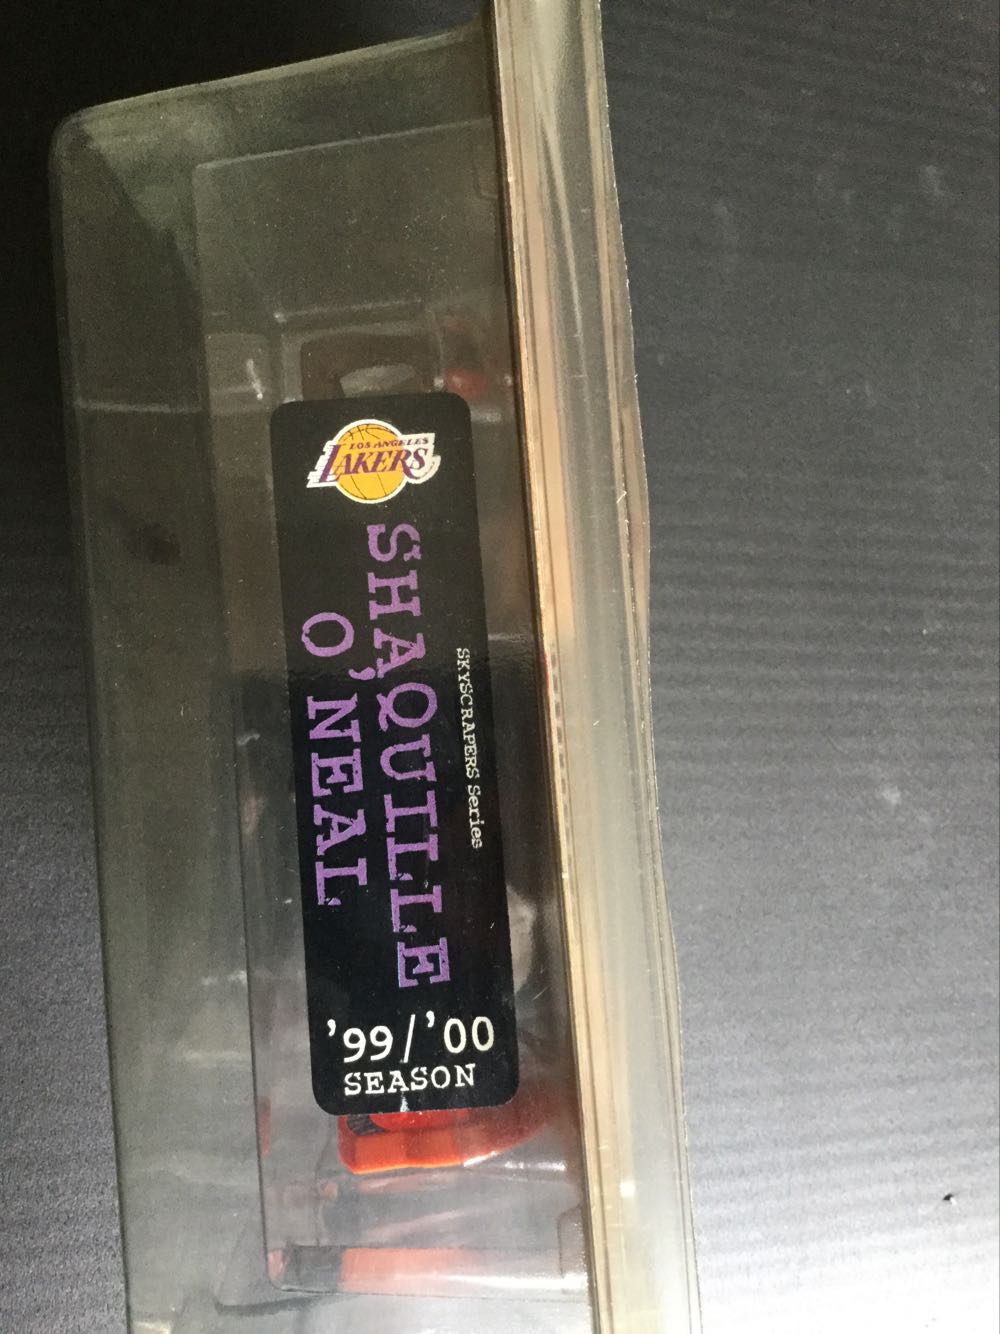 LOS ANGELES
LAKERS
SKYSCRAPERS Series
SHAQUILLE
O'NEAL
'99/'00
SEASON